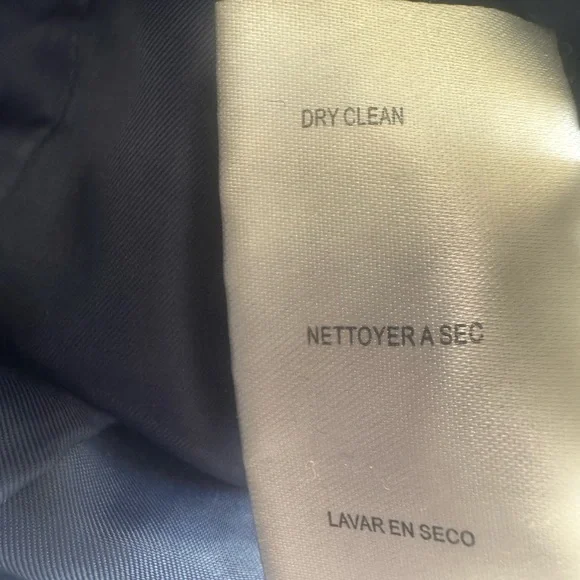 DRY CLEAN
NETTOYER A SEC
LAVAR EN SECO